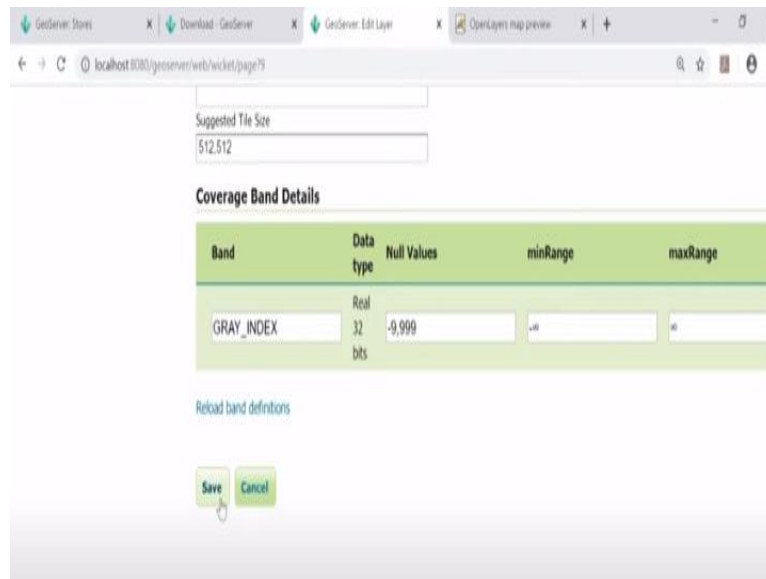 GeoServer: Stores
Download - GeoServer
GeoServer: Edit Layer
OpenLayers map preview
localhost:8080/geoserver/web/wicket/page?9
Suggested Tile Size
512,512
Coverage Band Details
Band Data type Null Values minRange maxRange
GRAY_INDEX Real 32 bits -9,999 -∞ ∞
Reload band definitions
Save Cancel